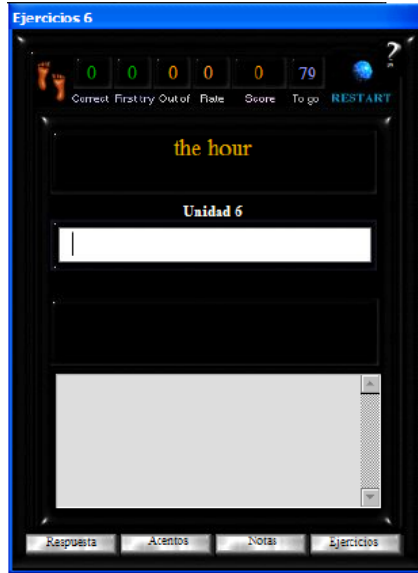 Ejercicios 6
?
0 0 0 0 0 79
Correct First try Out of Rate Score To go RESTART
the hour
Unidad 6
Respuesta Acentos Notas Ejercicios